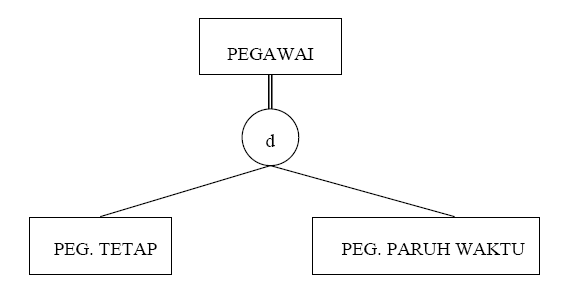 PEGAWAI
d
PEG. TETAP
PEG. PARUH WAKTU